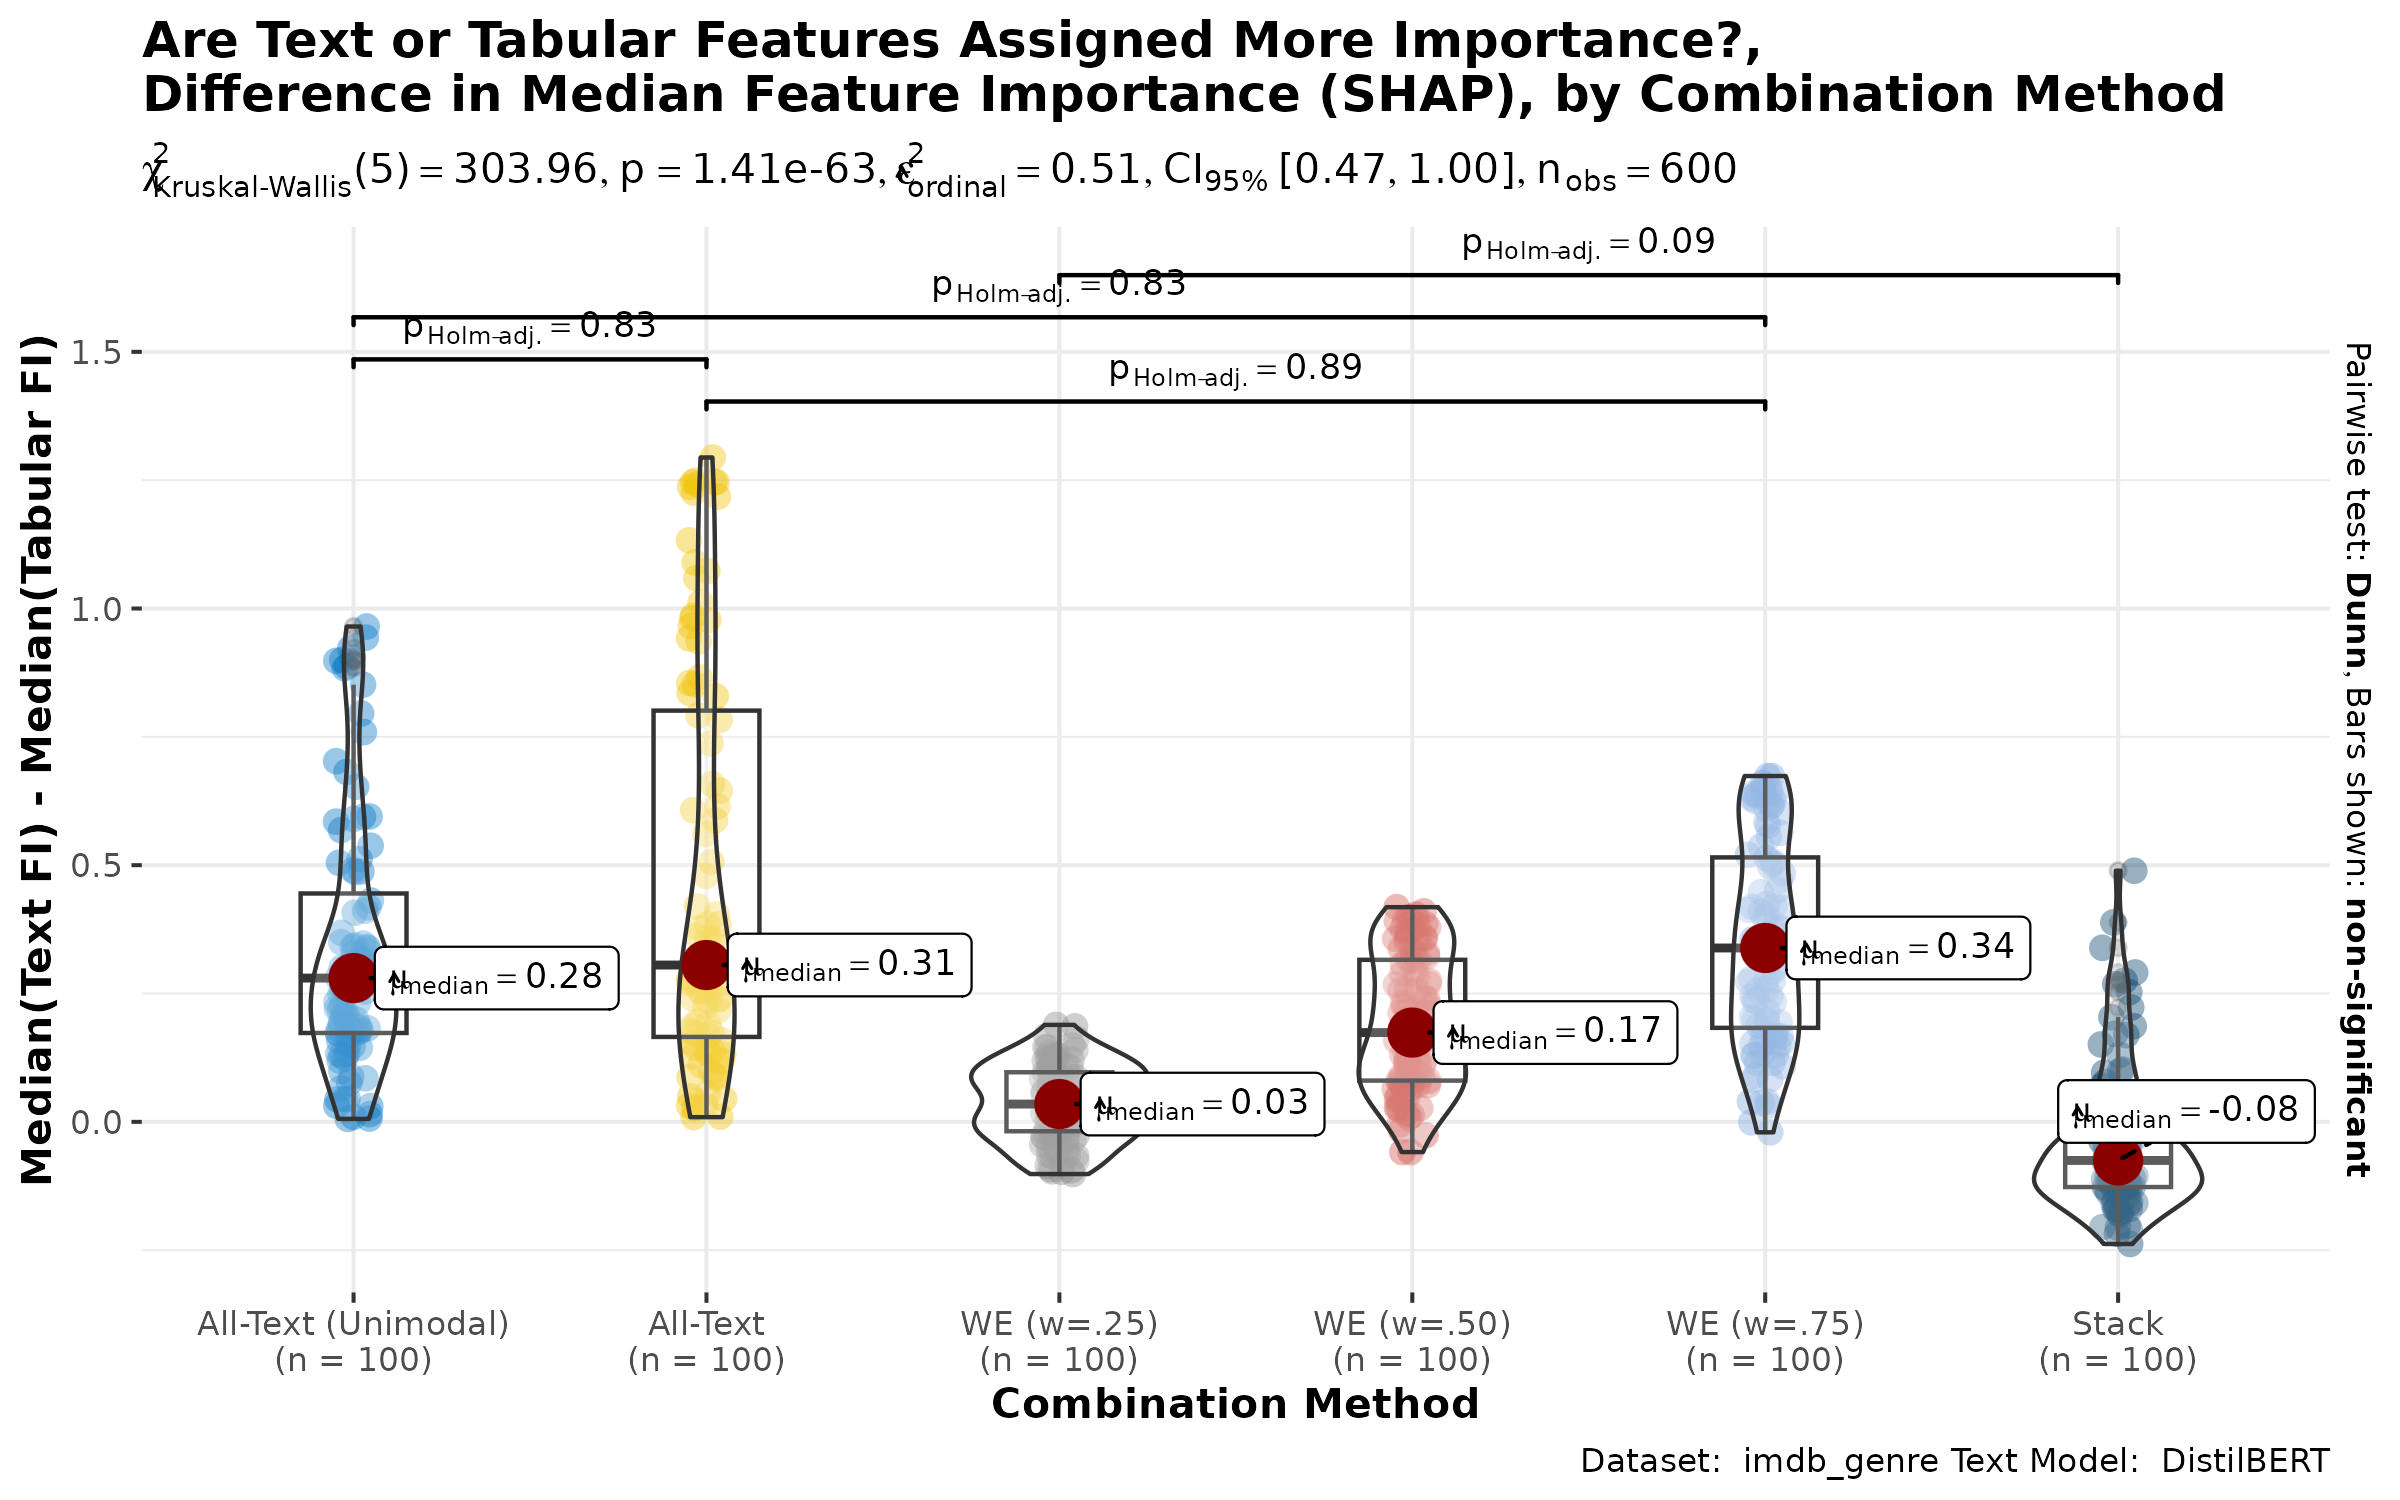 Are Text or Tabular Features Assigned More Importance?,
Difference in Median Feature Importance (SHAP), by Combination Method
χ²Kruskal-Wallis(5) = 303.96, p = 1.41e-63, ε²ordinal = 0.51, CI95% [0.47, 1.00], nobs = 600
pHolm-adj. = 0.09
pHolm-adj. = 0.83
pHolm-adj. = 0.83
pHolm-adj. = 0.89
Median(Text FI) - Median(Tabular FI)
1.5
1.0
0.5
0.0
μ̂median = 0.28
μ̂median = 0.31
μ̂median = 0.03
μ̂median = 0.17
μ̂median = 0.34
μ̂median = -0.08
Pairwise test: Dunn, Bars shown: non-significant
All-Text (Unimodal)
(n = 100)
All-Text
(n = 100)
WE (w=.25)
(n = 100)
WE (w=.50)
(n = 100)
WE (w=.75)
(n = 100)
Stack
(n = 100)
Combination Method
Dataset:  imdb_genre Text Model:  DistilBERT